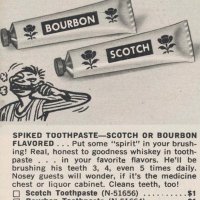 BOURBON
SCOTCH
SPIKED TOOTHPASTE—SCOTCH OR BOURBON
FLAVORED . . . Put some "spirit" in your brush-
ing! Real, honest to goodness whiskey in tooth-
paste . . . in your favorite flavors. He'll be
brushing his teeth 3, 4, even 5 times daily.
Nosey guests will wonder, if it's the medicine
chest or liquor cabinet. Cleans teeth, too!
□ Scotch Toothpaste (N-51656) . . . . . . . .$1